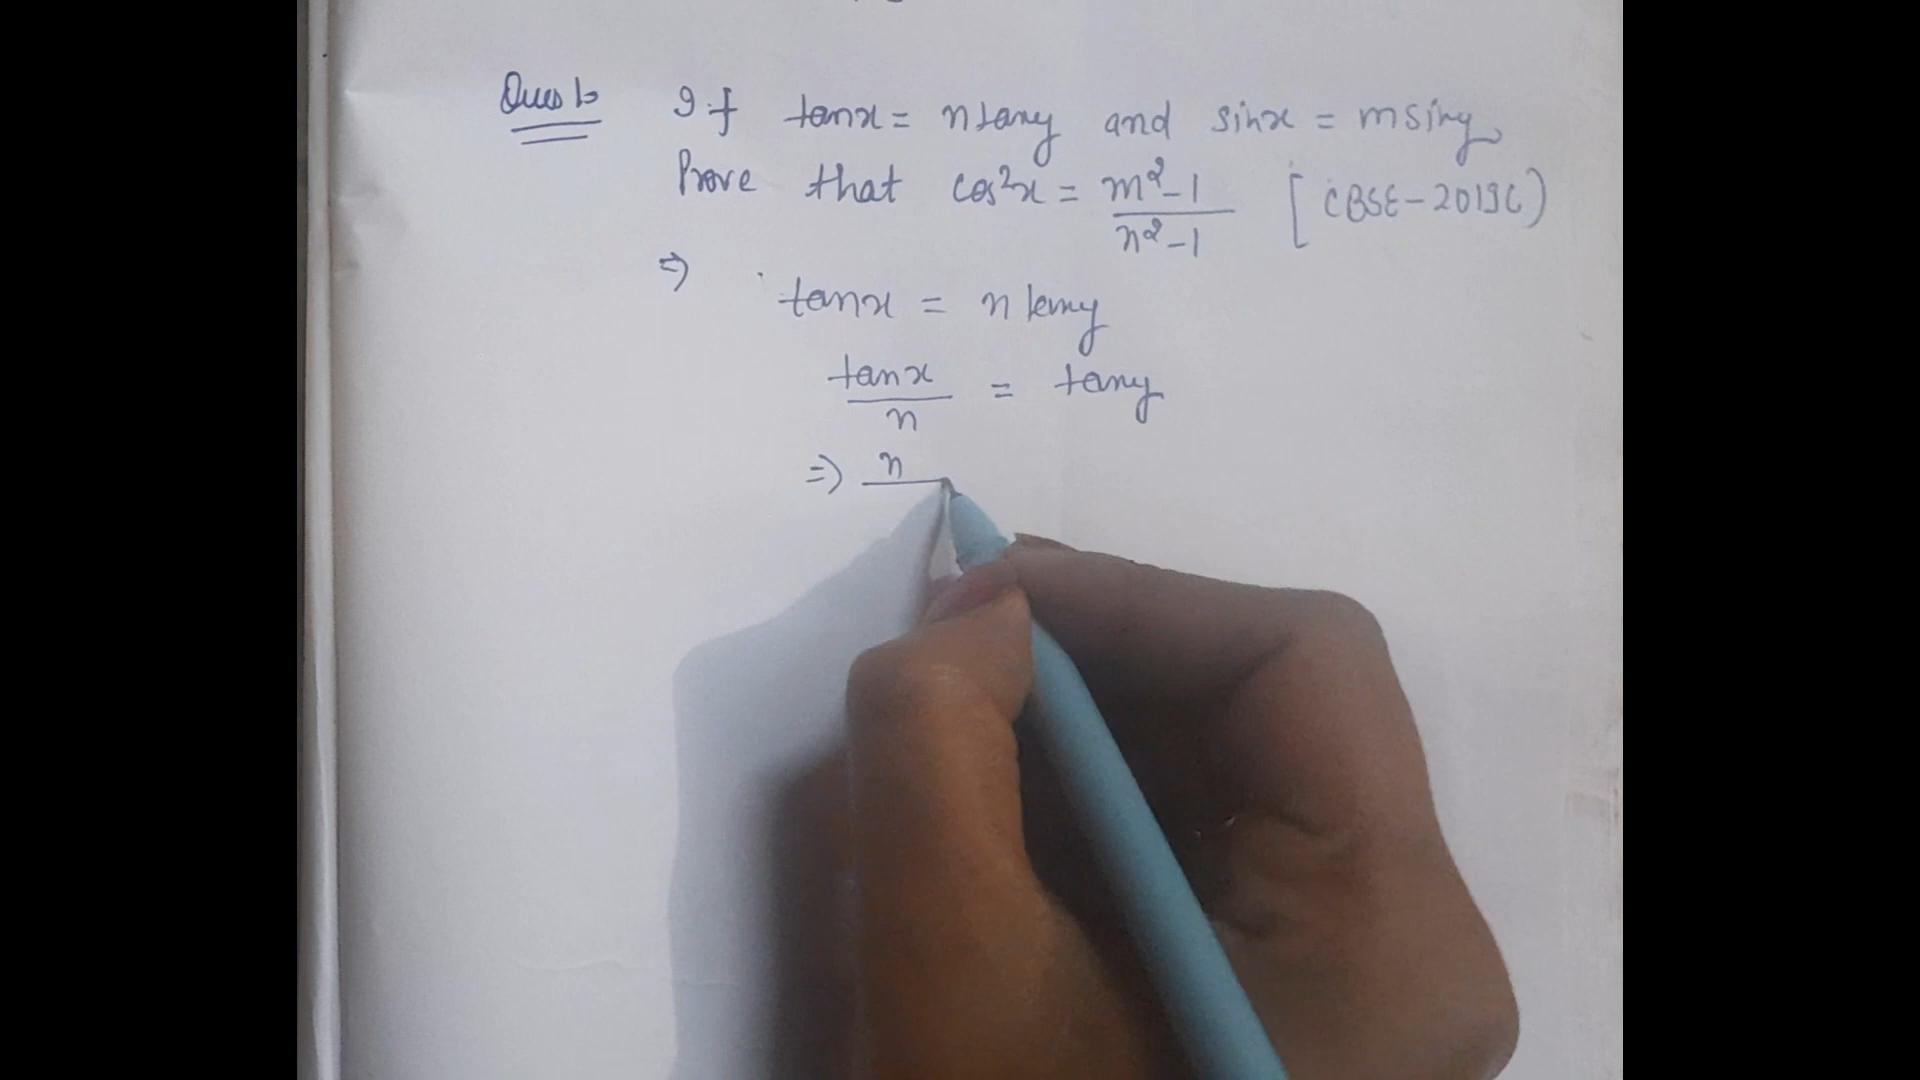 Ques 1. If tanx = n tany and sinx = m siny,
Prove that cos²x = m²-1 / n²-1 [CBSE-2019C)
⇒ tanx = n tany
tanx / n = tany
⇒ n